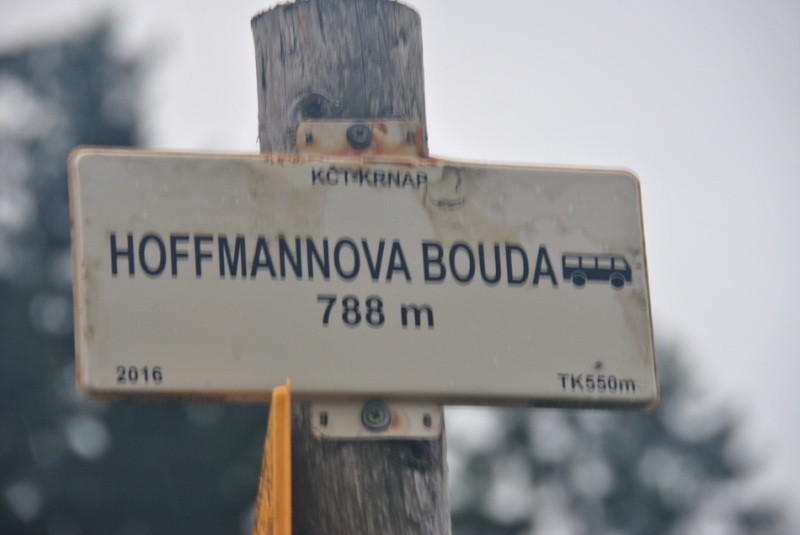 KČT-KRNAP
HOFFMANNOVA BOUDA
788 m
2016
TK550m